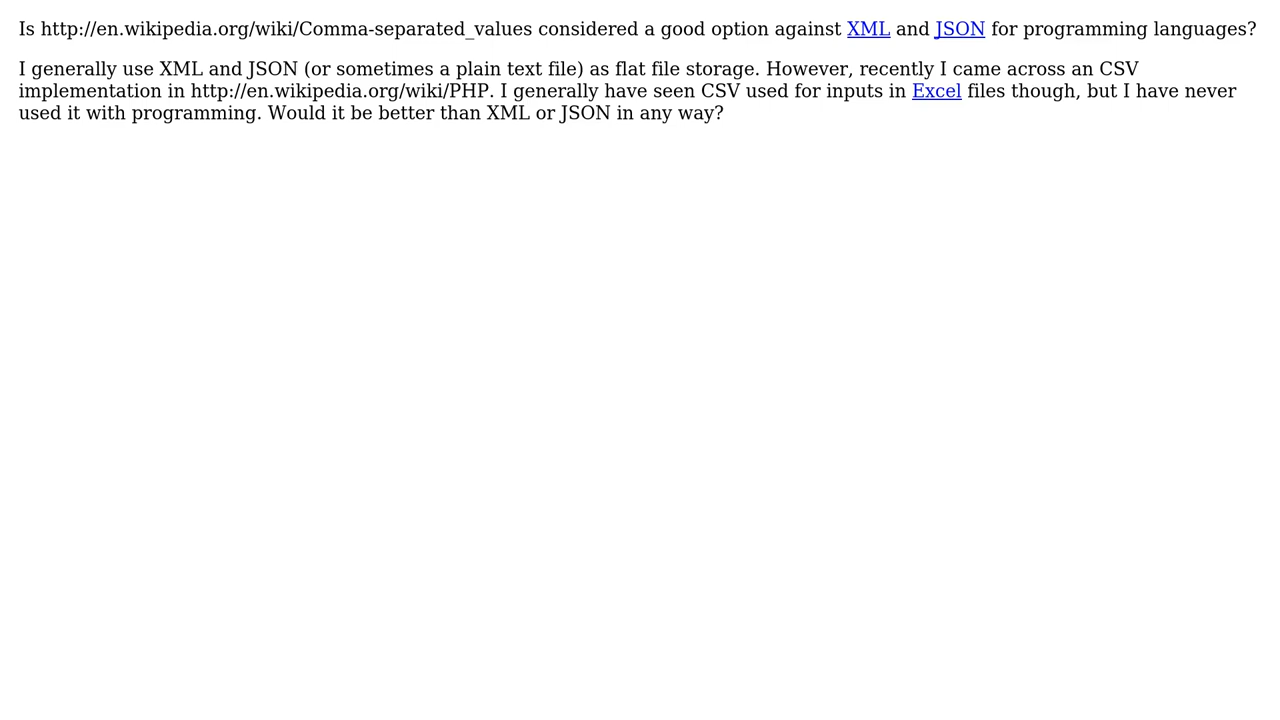 Is http://en.wikipedia.org/wiki/Comma-separated_values considered a good option against XML and JSON for programming languages?
I generally use XML and JSON (or sometimes a plain text file) as flat file storage. However, recently I came across an CSV
implementation in http://en.wikipedia.org/wiki/PHP. I generally have seen CSV used for inputs in Excel files though, but I have never
used it with programming. Would it be better than XML or JSON in any way?